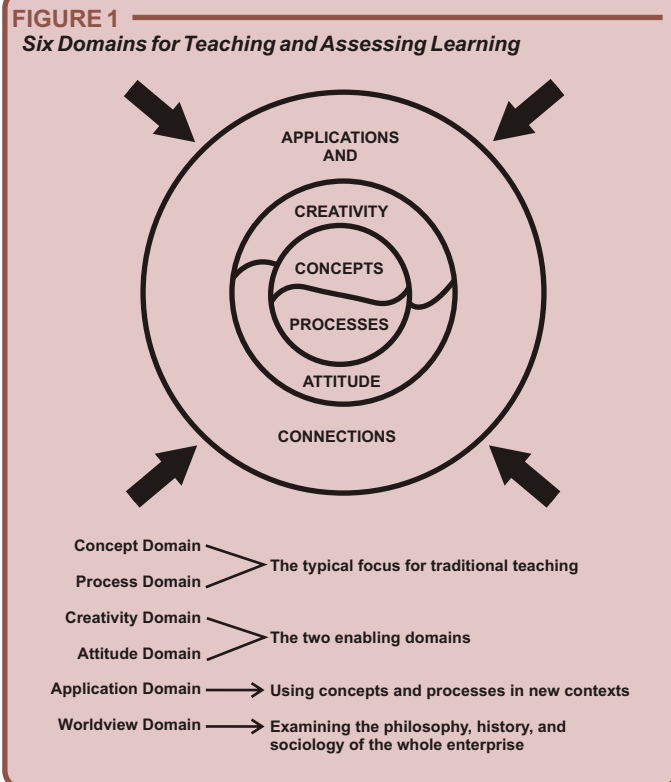 FIGURE 1
Six Domains for Teaching and Assessing Learning
APPLICATIONS
AND
CREATIVITY
CONCEPTS
PROCESSES
ATTITUDE
CONNECTIONS
Concept Domain
Process Domain
The typical focus for traditional teaching
Creativity Domain
Attitude Domain
The two enabling domains
Application Domain
Using concepts and processes in new contexts
Worldview Domain
Examining the philosophy, history, and
sociology of the whole enterprise